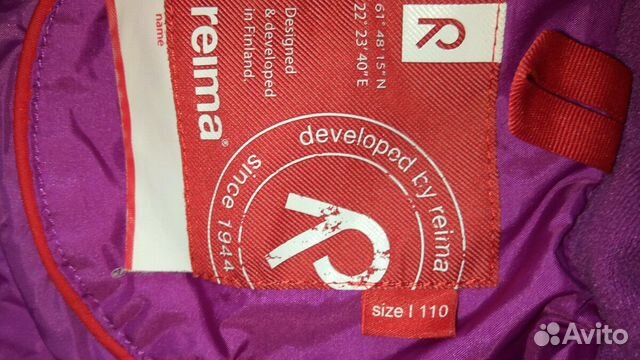 reima®
name
Designed
& developed
in Finland.
61° 48' 15" N
22° 23' 40" E
developed by reima
since 1944
size | 110
Avito